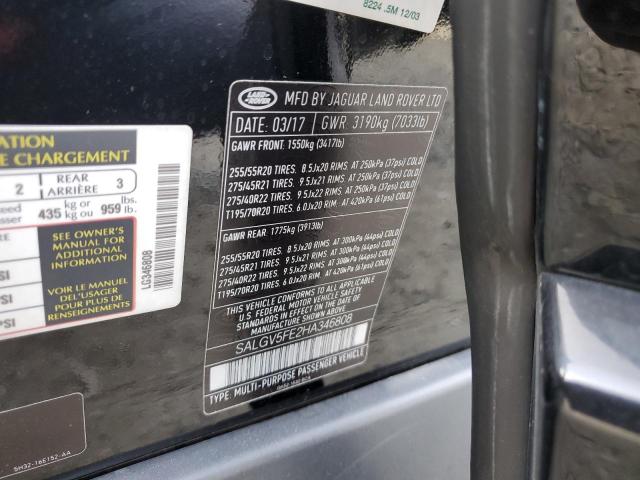 8224 .5M 12/03
LAND-
ROVER
MFD BY JAGUAR LAND ROVER LTD
DATE: 03/17 GWR 3190kg (7033lb)
GAWR FRONT: 1550kg (3417lb)
255/55R20 TIRES. 8.5Jx20 RIMS AT 250kPa (37psi) COLD
275/45R21 TIRES. 9.5Jx21 RIMS AT 250kPa (37psi) COLD
275/40R22 TIRES. 9.5Jx22 RIMS AT 250kPa (37psi) COLD
T195/70R20 TIRES. 6.0Jx20 RIM AT 420kPa (61psi) COLD
GAWR REAR: 1775kg (3913lb)
255/55R20 TIRES. 8.5Jx20 RIMS AT 300kPa (44psi) COLD
275/45R21 TIRES. 9.5Jx21 RIMS AT 300kPa (44psi) COLD
275/40R22 TIRES. 9.5Jx22 RIMS AT 300kPa (44psi) COLD
T195/70R20 TIRES. 6.0Jx20 RIM AT 420kPa (61psi) COLD
THIS VEHICLE CONFORMS TO ALL APPLICABLE
U.S. FEDERAL MOTOR VEHICLE SAFETY
STANDARDS IN EFFECT ON THE DATE OF
MANUFACTURE SHOWN ABOVE.
SALGV5FE2HA346808
TYPE: MULTI-PURPOSE PASSENGER VEHICLE
ATION
E CHARGEMENT
2 REAR
ARRIÈRE 3
eed
asser 435 kg or
kg ou 959 lbs.
lb.
RE
SEE OWNER'S
MANUAL FOR
ADDITIONAL
INFORMATION
VOIR LE MANUEL
DE L'USAGER
POUR PLUS DE
RENSEIGNEMENTS
SI
SI
PSI
LG346808
5H32-16E152-AA